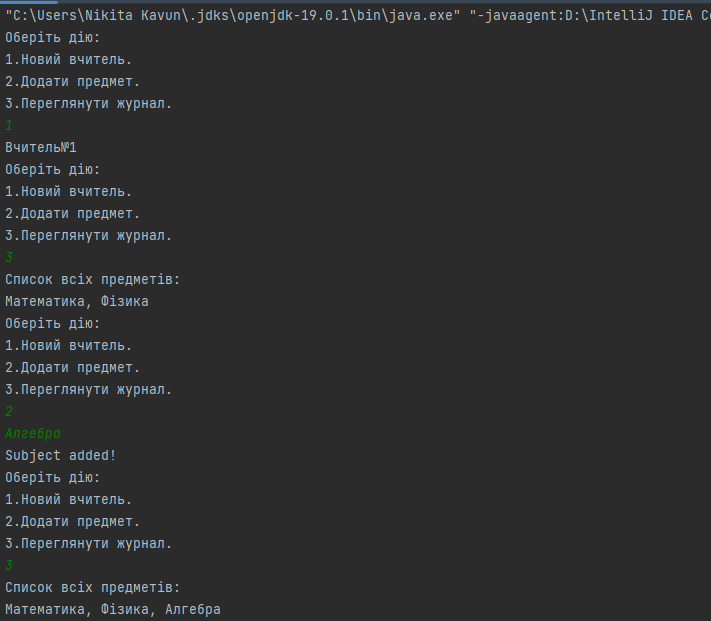 "C:\Users\Nikita Kavun\.jdks\openjdk-19.0.1\bin\java.exe" "-javaagent:D:\IntelliJ IDEA C
Оберіть дію:
1.Новий вчитель.
2.Додати предмет.
3.Переглянути журнал.
1
Вчитель№1
Оберіть дію:
1.Новий вчитель.
2.Додати предмет.
3.Переглянути журнал.
3
Список всіх предметів:
Математика, Фізика
Оберіть дію:
1.Новий вчитель.
2.Додати предмет.
3.Переглянути журнал.
2
Алгебра
Subject added!
Оберіть дію:
1.Новий вчитель.
2.Додати предмет.
3.Переглянути журнал.
3
Список всіх предметів:
Математика, Фізика, Алгебра